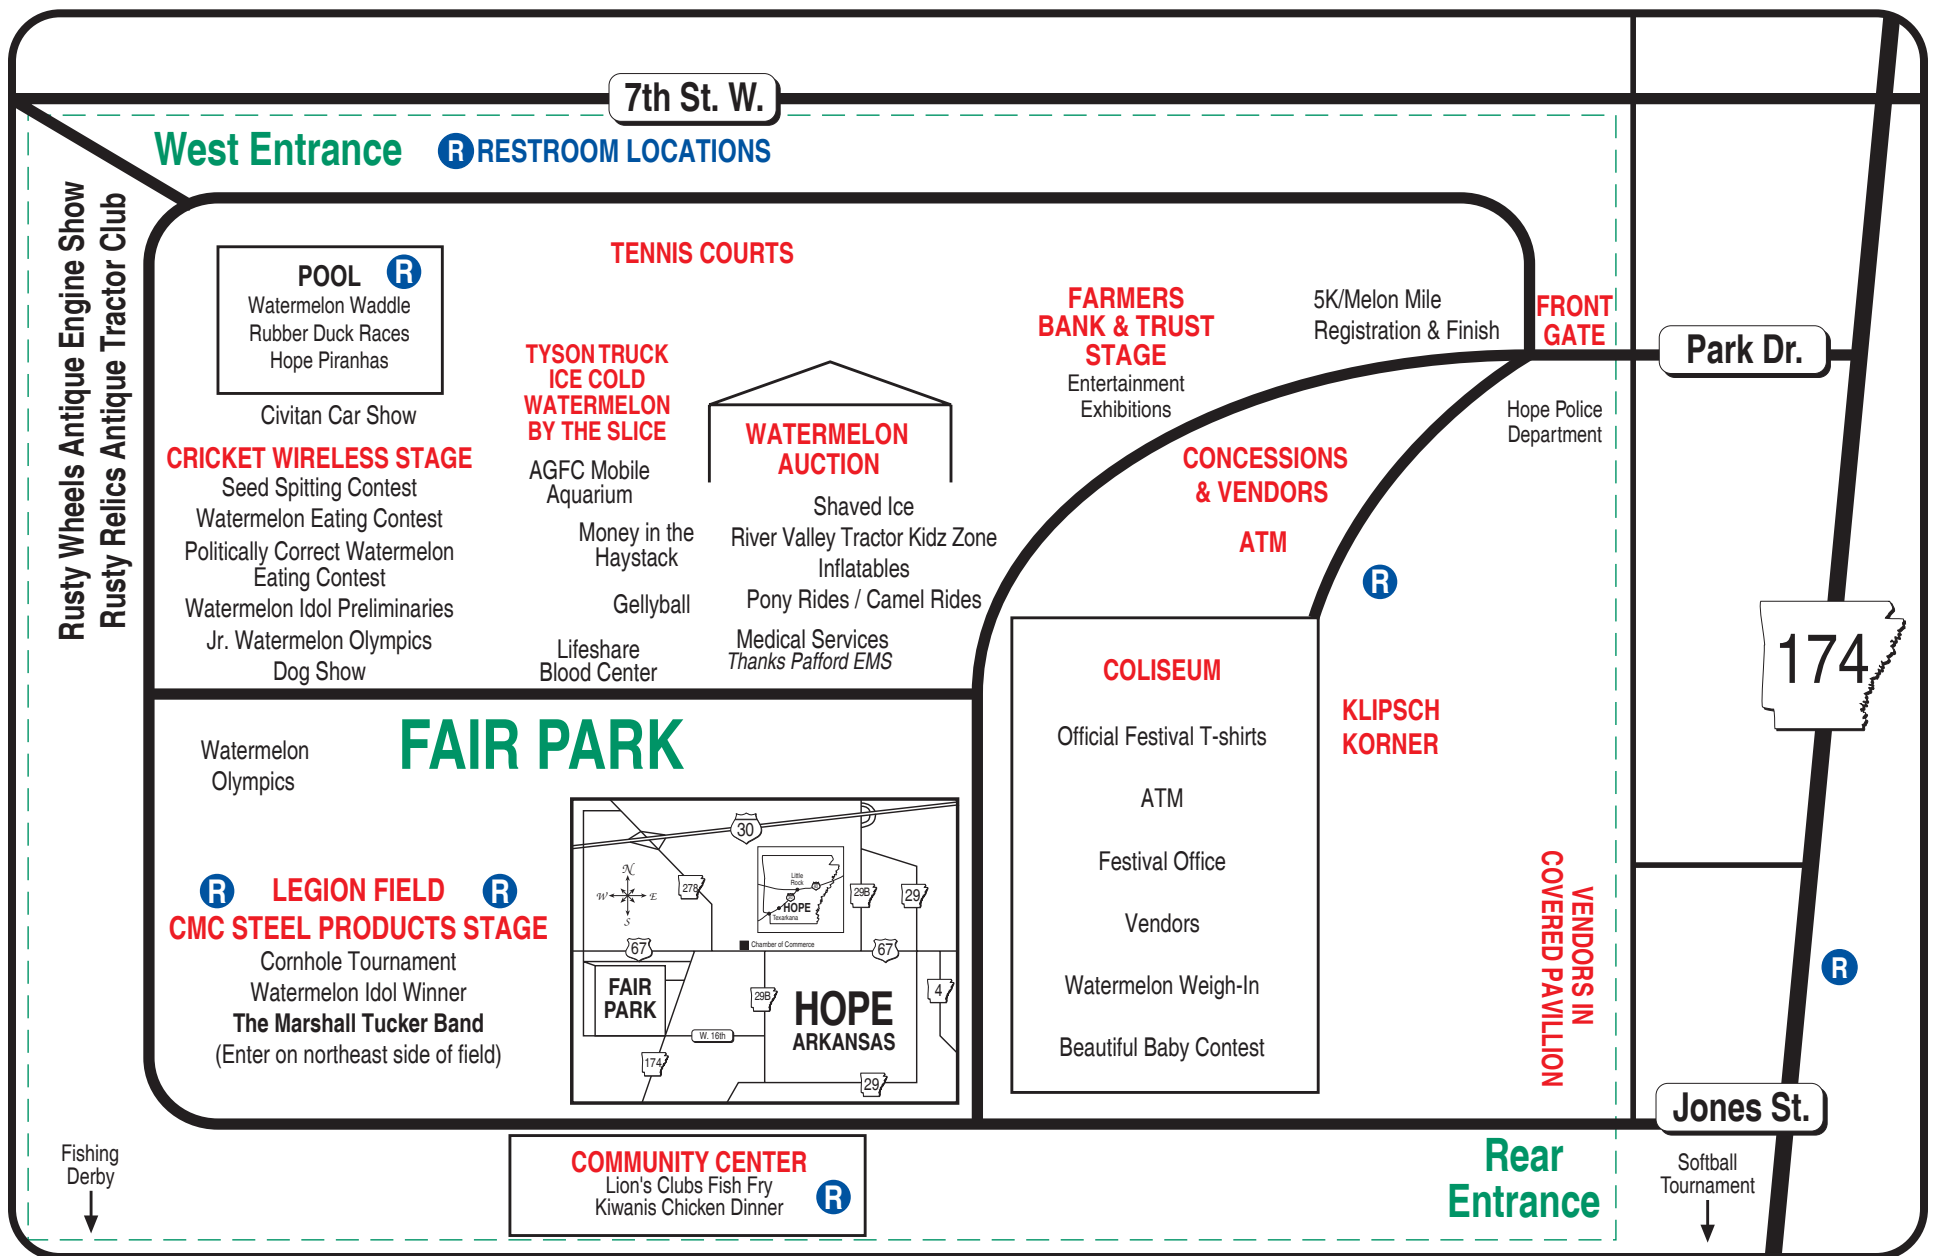 7th St. W.
West Entrance
R RESTROOM LOCATIONS
Rusty Wheels Antique Engine Show
Rusty Relics Antique Tractor Club
POOL R
Watermelon Waddle
Rubber Duck Races
Hope Piranhas
Civitan Car Show
CRICKET WIRELESS STAGE
Seed Spitting Contest
Watermelon Eating Contest
Politically Correct Watermelon
Eating Contest
Watermelon Idol Preliminaries
Jr. Watermelon Olympics
Dog Show
TENNIS COURTS
TYSON TRUCK
ICE COLD
WATERMELON
BY THE SLICE
AGFC Mobile
Aquarium
Money in the
Haystack
Gellyball
Lifeshare
Blood Center
WATERMELON
AUCTION
Shaved Ice
River Valley Tractor Kidz Zone
Inflatables
Pony Rides / Camel Rides
Medical Services
Thanks Pafford EMS
FARMERS
BANK & TRUST
STAGE
Entertainment
Exhibitions
5K/Melon Mile
Registration & Finish
FRONT
GATE
Park Dr.
Hope Police
Department
CONCESSIONS
& VENDORS
ATM
R
174
COLISEUM
Official Festival T-shirts
ATM
Festival Office
Vendors
Watermelon Weigh-In
Beautiful Baby Contest
KLIPSCH
KORNER
VENDORS IN
COVERED PAVILLION
R
FAIR PARK
Watermelon
Olympics
R LEGION FIELD R
CMC STEEL PRODUCTS STAGE
Cornhole Tournament
Watermelon Idol Winner
The Marshall Tucker Band
(Enter on northeast side of field)
30
N
W E
S
278
Little
Rock
HOPE
Texarkana
29B
29
67
Chamber of Commerce
67
FAIR
PARK
29B
HOPE
ARKANSAS
4
W. 16th
174
29
Jones St.
Fishing
Derby
COMMUNITY CENTER
Lion's Clubs Fish Fry
Kiwanis Chicken Dinner
R
Rear
Entrance
Softball
Tournament